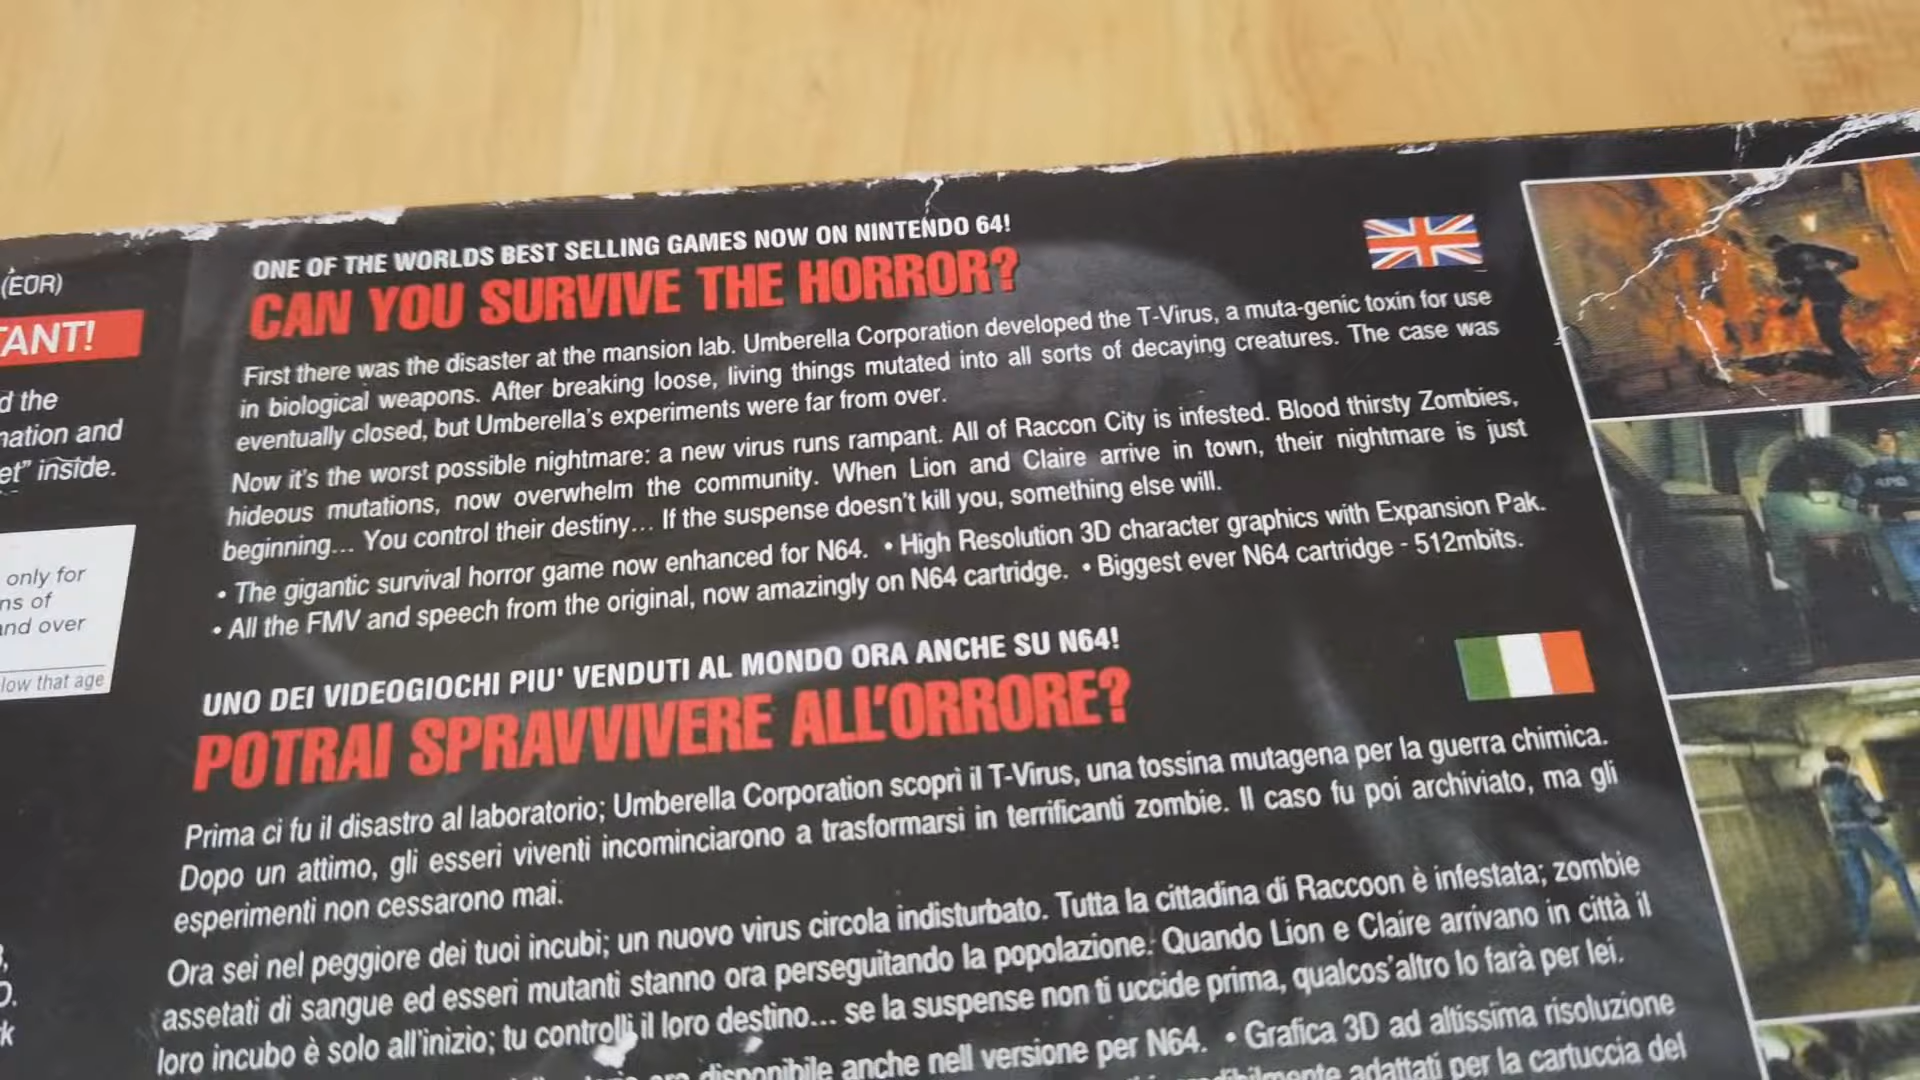 (EOR)
TANT!
d the
nation and
et" inside.
only for
ns of
and over
low that age
k
ONE OF THE WORLDS BEST SELLING GAMES NOW ON NINTENDO 64!
CAN YOU SURVIVE THE HORROR?
First there was the disaster at the mansion lab. Umberella Corporation developed the T-Virus, a muta-genic toxin for use
in biological weapons. After breaking loose, living things mutated into all sorts of decaying creatures. The case was
eventually closed, but Umberella's experiments were far from over.
Now it's the worst possible nightmare: a new virus runs rampant. All of Raccon City is infested. Blood thirsty Zombies,
hideous mutations, now overwhelm the community. When Lion and Claire arrive in town, their nightmare is just
beginning... You control their destiny... If the suspense doesn't kill you, something else will.
• The gigantic survival horror game now enhanced for N64. • High Resolution 3D character graphics with Expansion Pak.
• All the FMV and speech from the original, now amazingly on N64 cartridge. • Biggest ever N64 cartridge - 512mbits.
UNO DEI VIDEOGIOCHI PIU' VENDUTI AL MONDO ORA ANCHE SU N64!
POTRAI SPRAVVIVERE ALL'ORRORE?
Prima ci fu il disastro al laboratorio; Umberella Corporation scoprì il T-Virus, una tossina mutagena per la guerra chimica.
Dopo un attimo, gli esseri viventi incominciarono a trasformarsi in terrificanti zombie. Il caso fu poi archiviato, ma gli
esperimenti non cessarono mai.
Ora sei nel peggiore dei tuoi incubi; un nuovo virus circola indisturbato. Tutta la cittadina di Raccoon è infestata; zombie
assetati di sangue ed esseri mutanti stanno ora perseguitando la popolazione. Quando Lion e Claire arrivano in città il
loro incubo è solo all'inizio; tu controlli il loro destino... se la suspense non ti uccide prima, qualcos'altro lo farà per lei.
disponibile anche nell versione per N64. • Grafica 3D ad altissima risoluzione
adattati per la cartuccia del